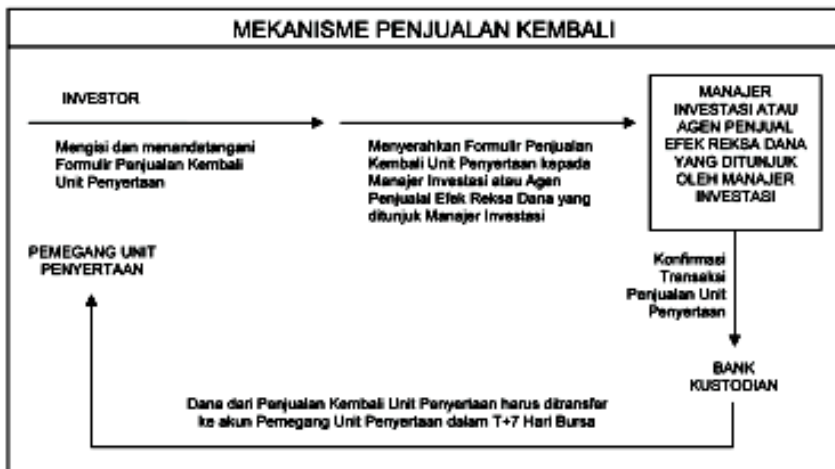 MEKANISME PENJUALAN KEMBALI
INVESTOR
Mengisi dan menandatangani
Formulir Penjualan Kembali
Unit Penyertaan
Menyerahkan Formulir Penjualan
Kembali Unit Penyertaan kepada
Manajer Investasi atau Agen
Penjualal Efek Reksa Dana yang
ditunjuk Manajer Investasi
MANAJER
INVESTASI ATAU
AGEN PENJUAL
EFEK REKSA DANA
YANG DITUNJUK
OLEH MANAJER
INVESTASI
PEMEGANG UNIT
PENYERTAAN
Konfirmasi
Transaksi
Penjualan Unit
Penyertaan
BANK
KUSTODIAN
Dana dari Penjualan Kembali Unit Penyertaan harus ditransfer
ke akun Pemegang Unit Penyertaan dalam T+7 Hari Bursa